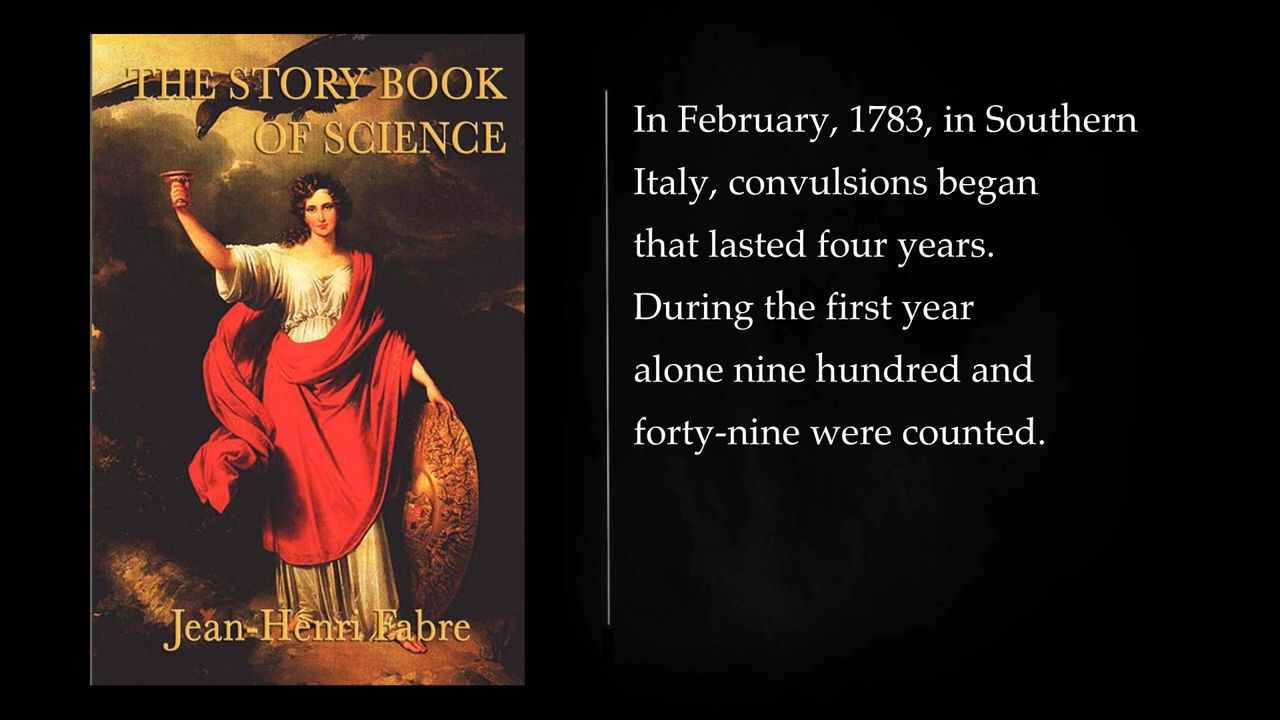 THE STORY BOOK
OF SCIENCE
Jean-Henri Fabre
In February, 1783, in Southern
Italy, convulsions began
that lasted four years.
During the first year
alone nine hundred and
forty-nine were counted.